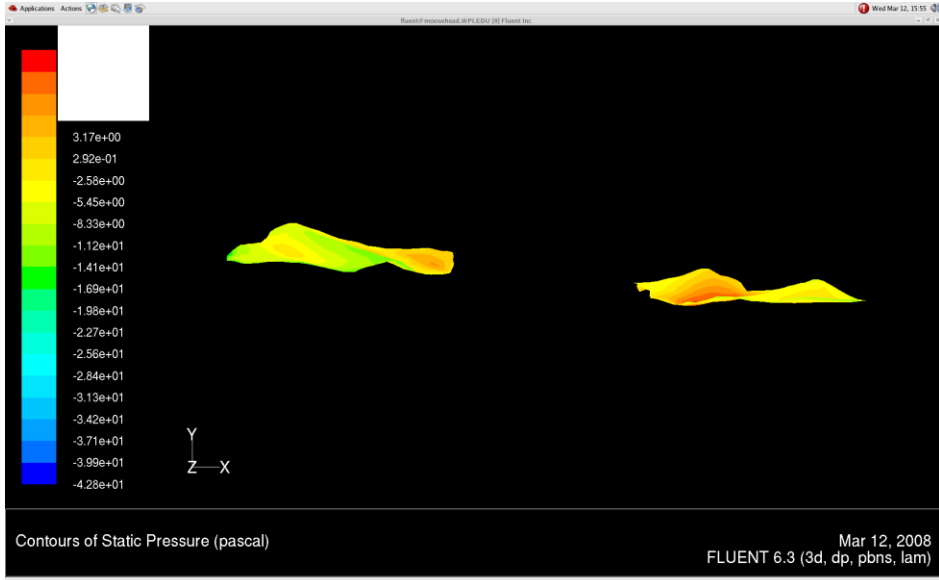 Applications Actions
Wed Mar 12, 15:55
fluent@moosehead.WPI.EDU [0] Fluent Inc
3.17e+00
2.92e-01
-2.58e+00
-5.45e+00
-8.33e+00
-1.12e+01
-1.41e+01
-1.69e+01
-1.98e+01
-2.27e+01
-2.56e+01
-2.84e+01
-3.13e+01
-3.42e+01
-3.71e+01
-3.99e+01
-4.28e+01
Y
Z X
Contours of Static Pressure (pascal)
Mar 12, 2008
FLUENT 6.3 (3d, dp, pbns, lam)